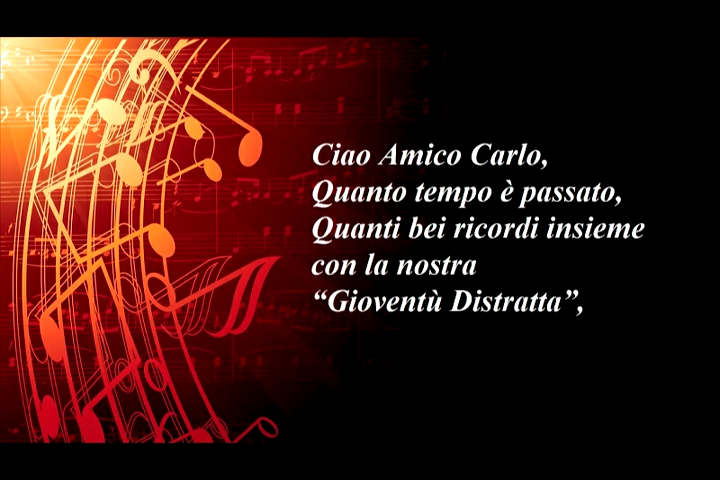 Ciao Amico Carlo,
Quanto tempo è passato,
Quanti bei ricordi insieme
con la nostra
“Gioventù Distratta”,